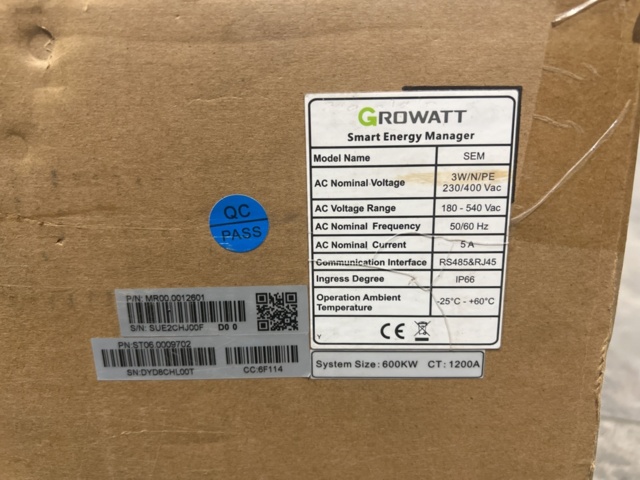 GROWATT
Smart Energy Manager
Model Name SEM
AC Nominal Voltage 3W/N/PE 230/400 Vac
AC Voltage Range 180 - 540 Vac
AC Nominal Frequency 50/60 Hz
AC Nominal Current 5 A
Communication Interface RS485&RJ45
Ingress Degree IP66
Operation Ambient Temperature -25°C - +60°C
Y CE
System Size: 600KW CT: 1200A
QC
PASS
P/N: MR00.0012601
S/N: 5UE2CHJ00F D0 0
PN:ST06.0009702
SN:DYD8CHL00T CC:6F114